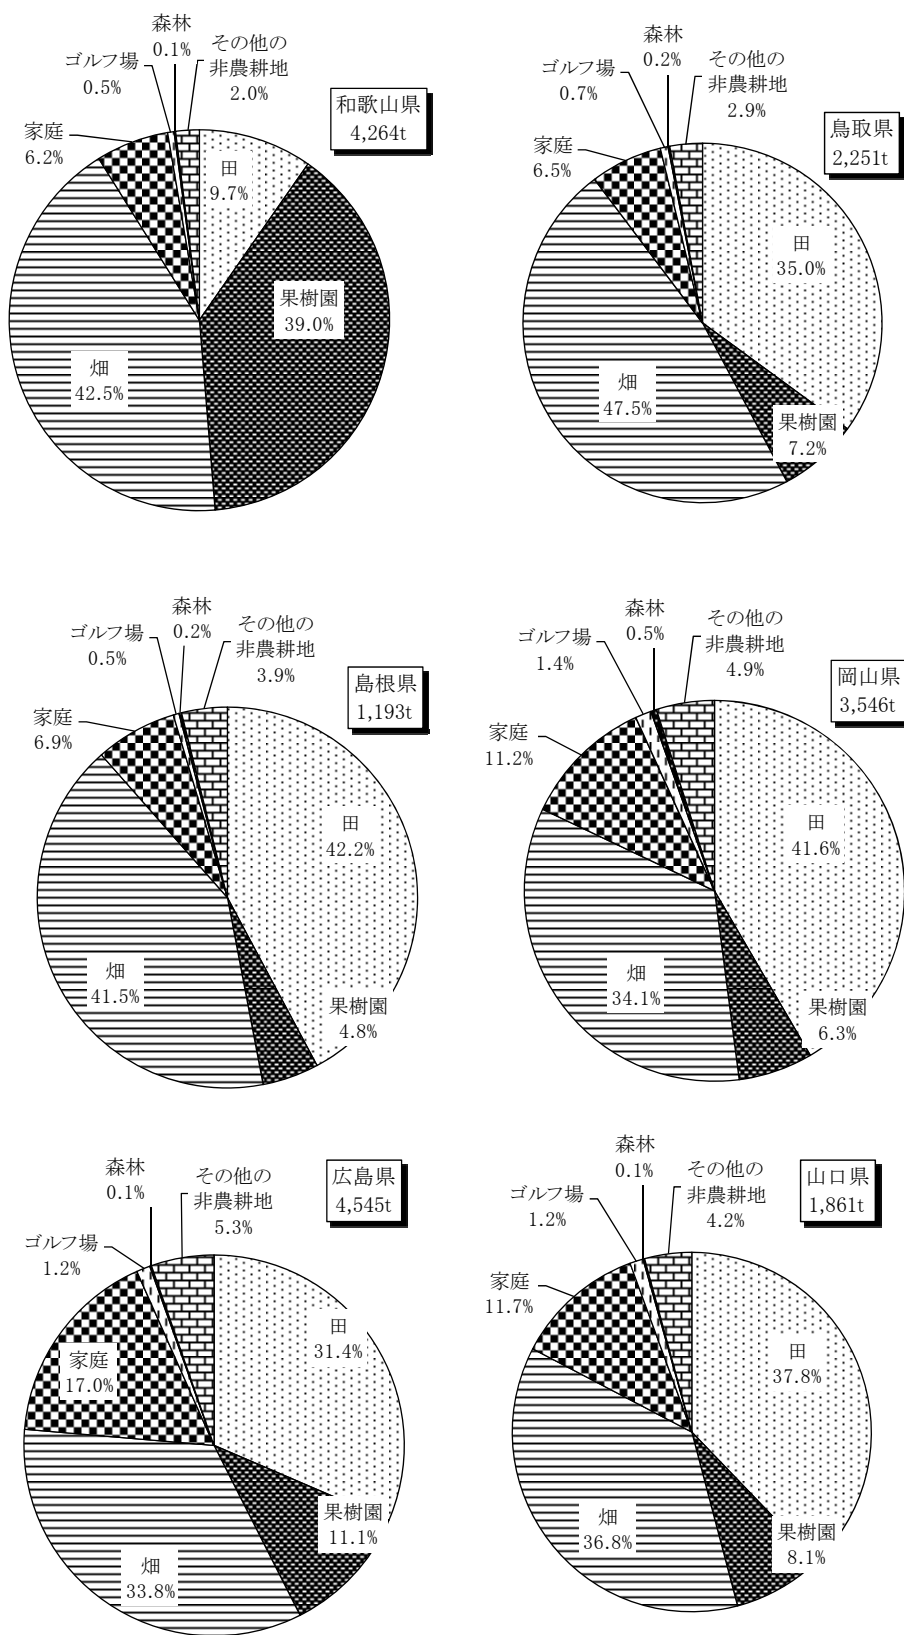 森林
0.1%
ゴルフ場
0.5%
その他の
非農耕地
2.0%
和歌山県
4,264t
家庭
6.2%
田
9.7%
果樹園
39.0%
畑
42.5%
森林
0.2%
ゴルフ場
0.7%
その他の
非農耕地
2.9%
鳥取県
2,251t
家庭
6.5%
田
35.0%
果樹園
7.2%
畑
47.5%
森林
0.2%
ゴルフ場
0.5%
その他の
非農耕地
3.9%
島根県
1,193t
家庭
6.9%
田
42.2%
果樹園
4.8%
畑
41.5%
森林
0.5%
ゴルフ場
1.4%
その他の
非農耕地
4.9%
岡山県
3,546t
家庭
11.2%
田
41.6%
果樹園
6.3%
畑
34.1%
森林
0.1%
ゴルフ場
1.2%
その他の
非農耕地
5.3%
広島県
4,545t
家庭
17.0%
田
31.4%
果樹園
11.1%
畑
33.8%
森林
0.1%
ゴルフ場
1.2%
その他の
非農耕地
4.2%
山口県
1,861t
家庭
11.7%
田
37.8%
果樹園
8.1%
畑
36.8%